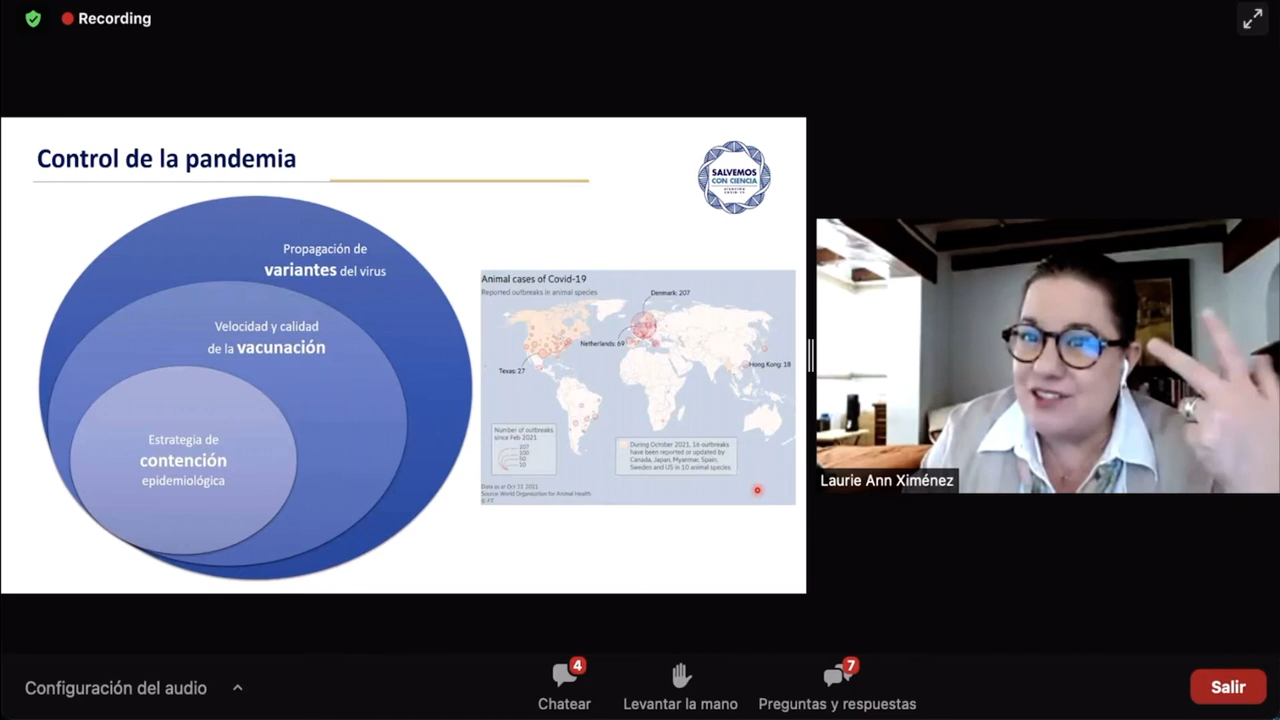 Recording
Control de la pandemia
SALVEMOS
CON CIENCIA
Propagación de
variantes del virus
Velocidad y calidad
de la vacunación
Estrategia de
contención
epidemiológica
Animal cases of Covid-19
Reported outbreaks in animal species
Denmark: 207
Netherlands: 69
Texas: 27
Hong Kong: 18
Number of outbreaks
since Feb 2021
207
100
50
10
During October 2021, 16 outbreaks
have been reported or updated by
Canada, Japan, Myanmar, Spain,
Sweden and US in 10 animal species.
Source: World Organisation for Animal Health
© FT
Laurie Ann Ximénez
Configuración del audio
4
Chatear
Levantar la mano
7
Preguntas y respuestas
Salir